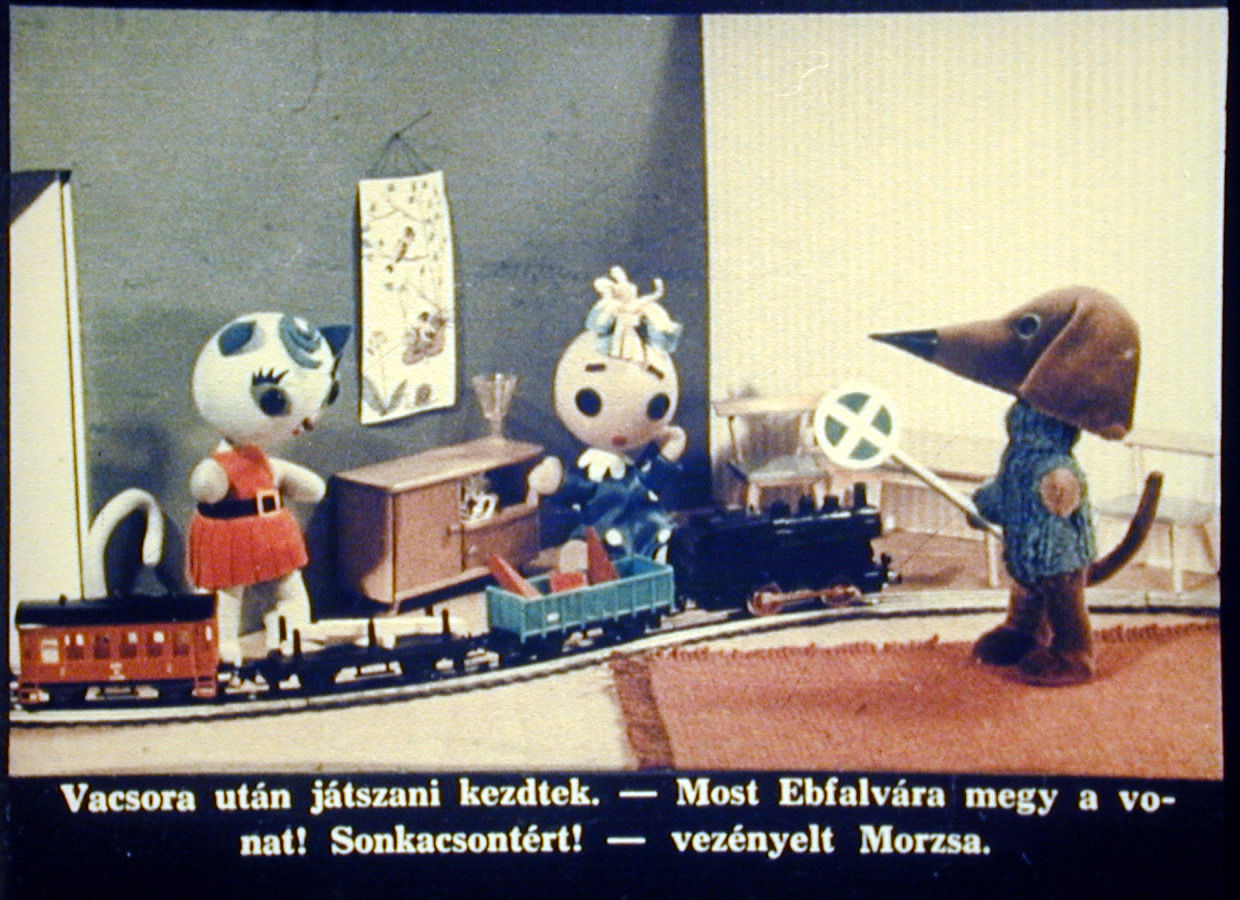 Vacsora után játszani kezdtek. — Most Ebfalvára megy a vo-
nat! Sonkacsontért! — vezényelt Morzsa.